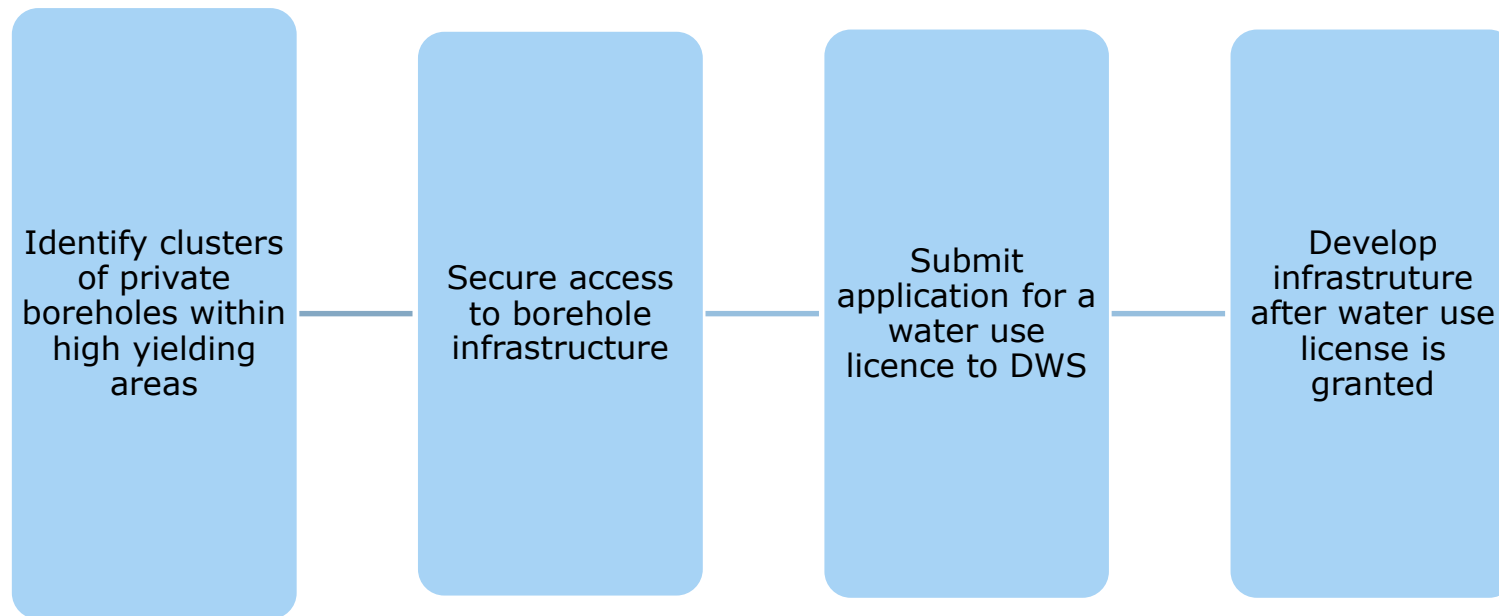 Identify clusters
of private
boreholes within
high yielding
areas
Secure access
to borehole
infrastructure
Submit
application for a
water use
licence to DWS
Develop
infrastruture
after water use
license is
granted